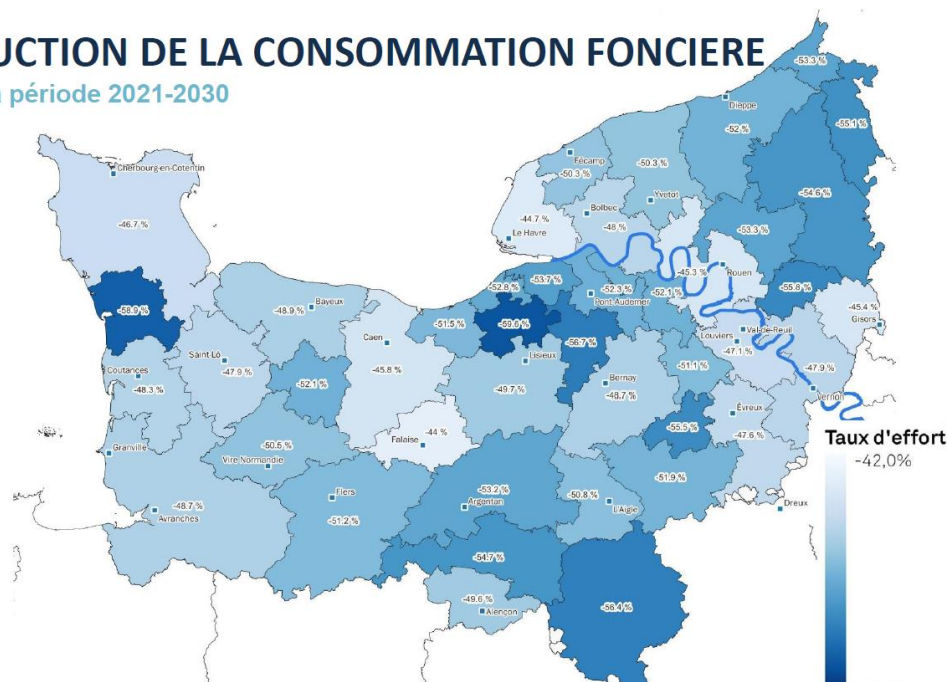 UCTION DE LA CONSOMMATION FONCIERE
période 2021-2030
-53.3 %
Dieppe
-55.1 %
-52 %
Fécamp
-50.3 %
-50.3 %
Cherbourg-en-Cotentin
-54.6 %
Yvetot
Bolbec
-44.7 %
-48 %
-46.7 %
-53.3 %
Le Havre
Rouen
-45.3 %
-53.7 %
-52.8 %
-52.3 %
-52.1 %
-55.8 %
Pont-Audemer
Bayeux
-48.9 %
-58.9 %
-45.4 %
Gisors
-51.5 %
-59.6 %
Val-de-Reuil
Louviers
Caen
-56.7 %
-47.1 %
Saint-Lô
-47.9 %
Lisieux
-49.7 %
-51.1 %
-47.9 %
Coutances
-48.3 %
-52.1 %
-45.8 %
Bernay
-48.7 %
Vernon
Évreux
-55.5 %
-47.6 %
Falaise
-44 %
Granville
-50.5 %
Vire Normandie
Taux d'effort
-42,0%
-51.9 %
-53.2 %
-50.8 %
Flers
-51.2 %
Argentan
L'Aigle
Dreux
-48.7 %
Avranches
-54.7 %
-49.6 %
Alençon
-56.4 %